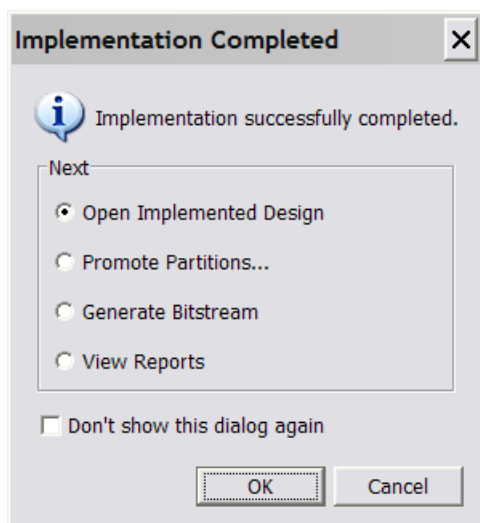 Implementation Completed
Implementation successfully completed.
Next
Open Implemented Design
Promote Partitions...
Generate Bitstream
View Reports
Don't show this dialog again
OK
Cancel